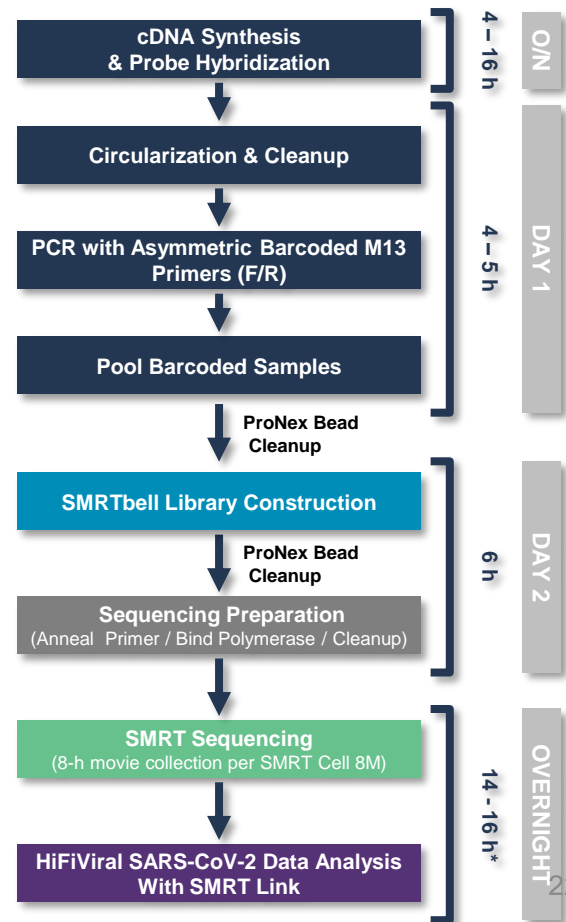 cDNA Synthesis
& Probe Hybridization
4 – 16 h
O/N
Circularization & Cleanup
PCR with Asymmetric Barcoded M13
Primers (F/R)
Pool Barcoded Samples
4 – 5 h
DAY 1
ProNex Bead
Cleanup
SMRTbell Library Construction
ProNex Bead
Cleanup
Sequencing Preparation
(Anneal Primer / Bind Polymerase / Cleanup)
6 h
DAY 2
SMRT Sequencing
(8-h movie collection per SMRT Cell 8M)
HiFiViral SARS-CoV-2 Data Analysis
With SMRT Link
14 - 16 h*
OVERNIGHT